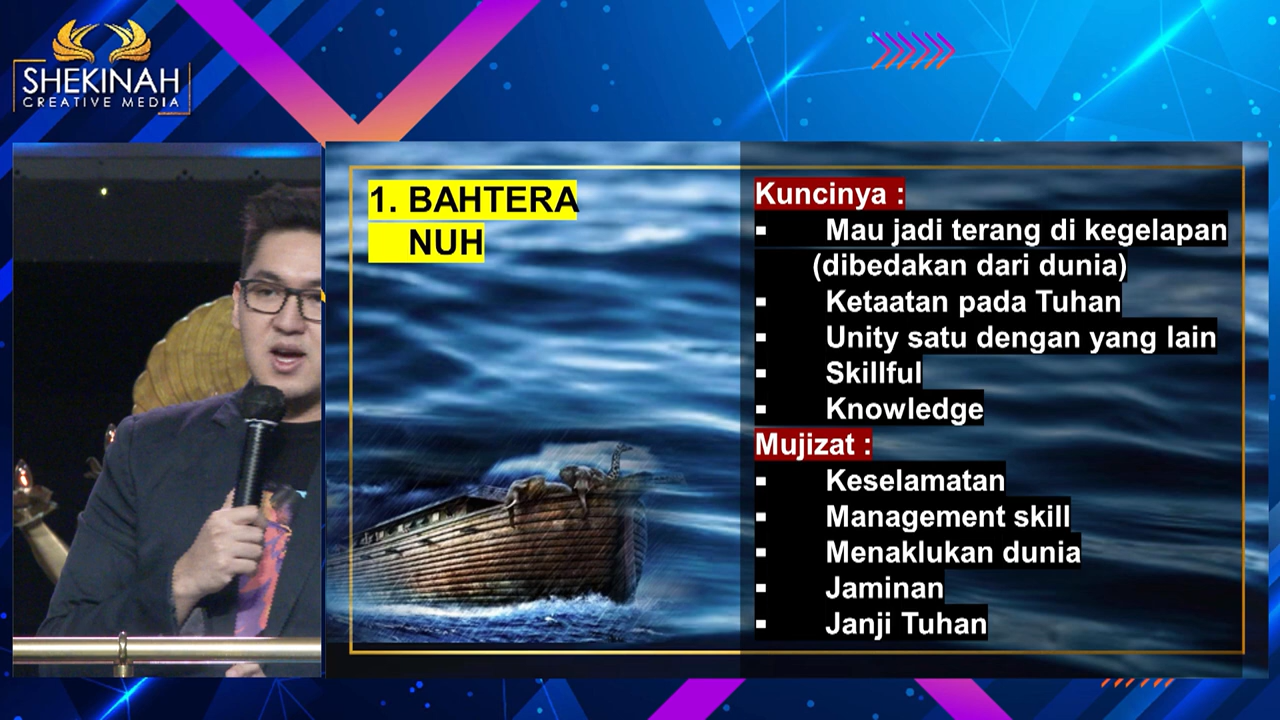 SHEKINAH
CREATIVE MEDIA
1. BAHTERA
NUH
Kuncinya :
▪ Mau jadi terang di kegelapan
(dibedakan dari dunia)
▪ Ketaatan pada Tuhan
▪ Unity satu dengan yang lain
▪ Skillful
▪ Knowledge
Mujizat :
▪ Keselamatan
▪ Management skill
▪ Menaklukan dunia
▪ Jaminan
▪ Janji Tuhan